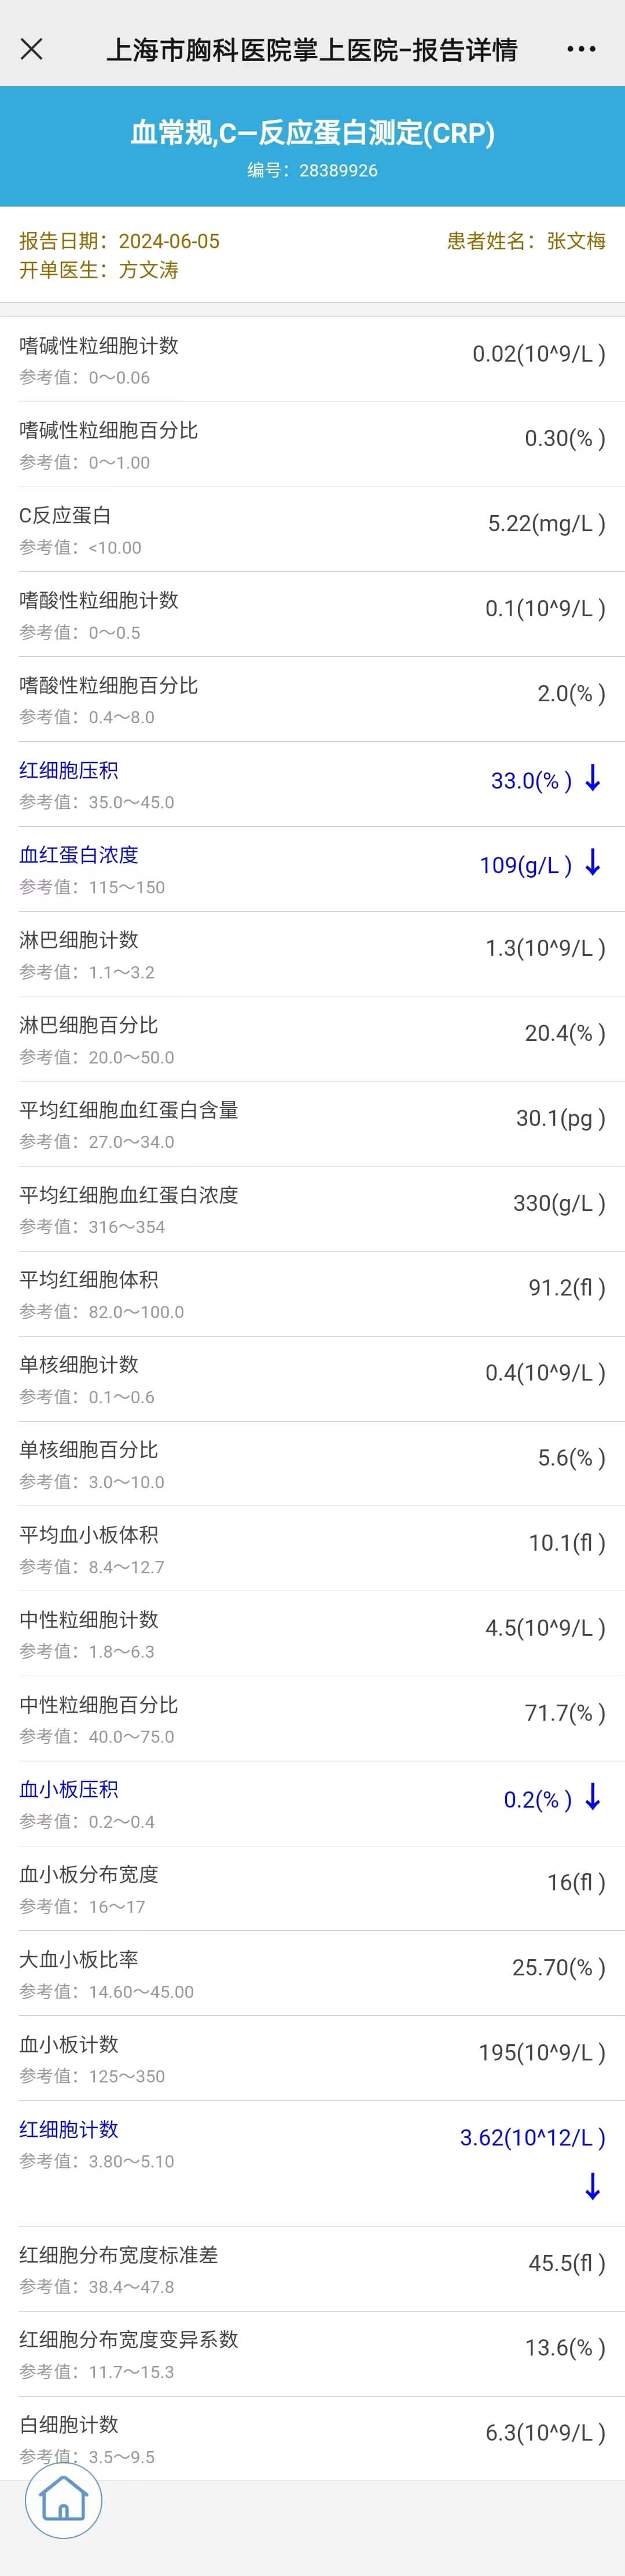 上海市胸科医院掌上医院-报告详情
血常规,C—反应蛋白测定(CRP)
编号：28389926
报告日期：2024-06-05 患者姓名：张文梅
开单医生：方文涛
嗜碱性粒细胞计数 0.02(10^9/L )
参考值：0～0.06
嗜碱性粒细胞百分比 0.30(% )
参考值：0～1.00
C反应蛋白 5.22(mg/L )
参考值：<10.00
嗜酸性粒细胞计数 0.1(10^9/L )
参考值：0～0.5
嗜酸性粒细胞百分比 2.0(% )
参考值：0.4～8.0
红细胞压积 33.0(% ) ↓
参考值：35.0～45.0
血红蛋白浓度 109(g/L ) ↓
参考值：115～150
淋巴细胞计数 1.3(10^9/L )
参考值：1.1～3.2
淋巴细胞百分比 20.4(% )
参考值：20.0～50.0
平均红细胞血红蛋白含量 30.1(pg )
参考值：27.0～34.0
平均红细胞血红蛋白浓度 330(g/L )
参考值：316～354
平均红细胞体积 91.2(fl )
参考值：82.0～100.0
单核细胞计数 0.4(10^9/L )
参考值：0.1～0.6
单核细胞百分比 5.6(% )
参考值：3.0～10.0
平均血小板体积 10.1(fl )
参考值：8.4～12.7
中性粒细胞计数 4.5(10^9/L )
参考值：1.8～6.3
中性粒细胞百分比 71.7(% )
参考值：40.0～75.0
血小板压积 0.2(% ) ↓
参考值：0.2～0.4
血小板分布宽度 16(fl )
参考值：16～17
大血小板比率 25.70(% )
参考值：14.60～45.00
血小板计数 195(10^9/L )
参考值：125～350
红细胞计数 3.62(10^12/L )
参考值：3.80～5.10
↓
红细胞分布宽度标准差 45.5(fl )
参考值：38.4～47.8
红细胞分布宽度变异系数 13.6(% )
参考值：11.7～15.3
白细胞计数 6.3(10^9/L )
参考值：3.5～9.5